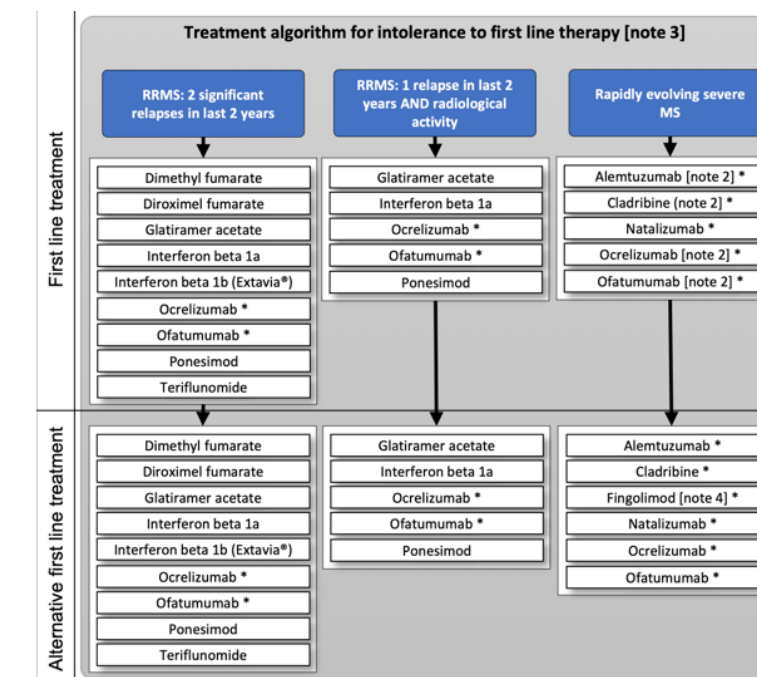 Treatment algorithm for intolerance to first line therapy [note 3]
First line treatment
RRMS: 2 significant
relapses in last 2 years
Dimethyl fumarate
Diroximel fumarate
Glatiramer acetate
Interferon beta 1a
Interferon beta 1b (Extavia®)
Ocrelizumab *
Ofatumumab *
Ponesimod
Teriflunomide
RRMS: 1 relapse in last 2
years AND radiological
activity
Glatiramer acetate
Interferon beta 1a
Ocrelizumab *
Ofatumumab *
Ponesimod
Rapidly evolving severe
MS
Alemtuzumab [note 2] *
Cladribine (note 2] *
Natalizumab *
Ocrelizumab [note 2] *
Ofatumumab [note 2] *
Alternative first line treatment
Dimethyl fumarate
Diroximel fumarate
Glatiramer acetate
Interferon beta 1a
Interferon beta 1b (Extavia®)
Ocrelizumab *
Ofatumumab *
Ponesimod
Teriflunomide
Glatiramer acetate
Interferon beta 1a
Ocrelizumab *
Ofatumumab *
Ponesimod
Alemtuzumab *
Cladribine *
Fingolimod [note 4] *
Natalizumab *
Ocrelizumab *
Ofatumumab *